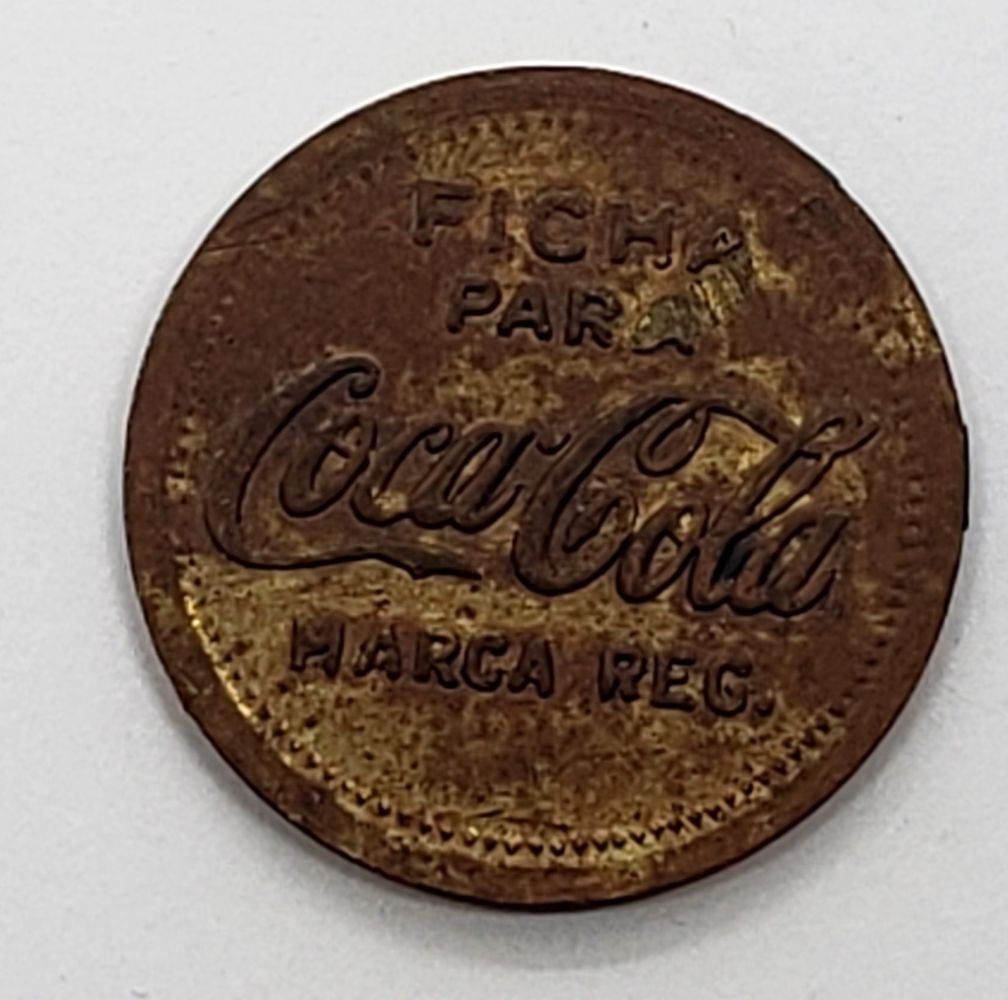 FICHA
PARA
Coca-Cola
MARCA REG.